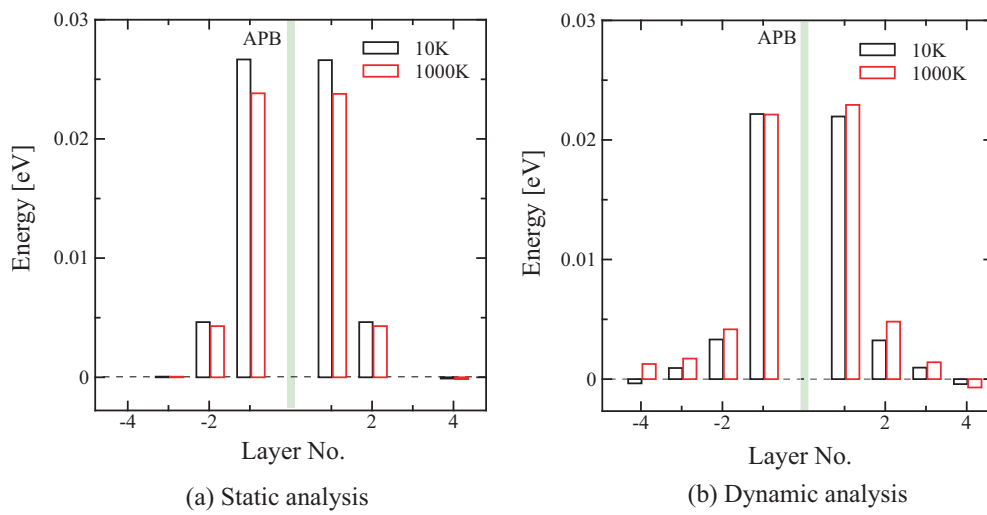 0.03
APB
10K
1000K
0.02
Energy [eV]
0.01
0
-4
-2
2
4
Layer No.
(a) Static analysis
0.03
APB
10K
1000K
0.02
Energy [eV]
0.01
0
-4
-2
2
4
Layer No.
(b) Dynamic analysis